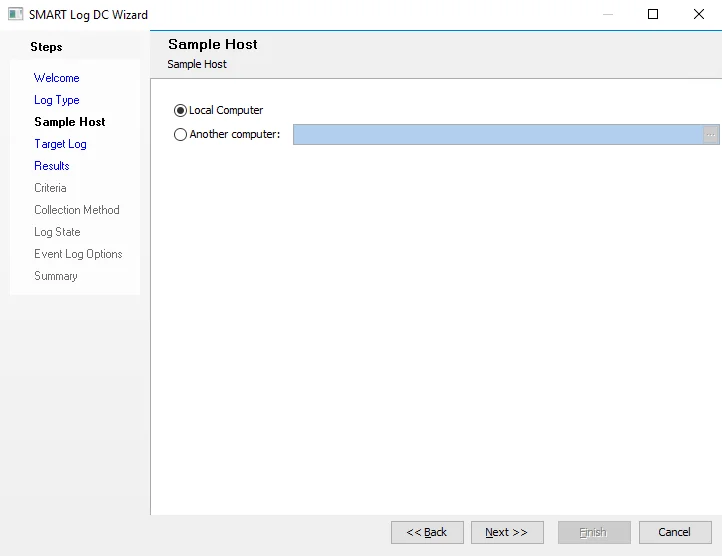 SMART Log DC Wizard
Steps
Welcome
Log Type
Sample Host
Target Log
Results
Criteria
Collection Method
Log State
Event Log Options
Summary
Sample Host
Sample Host
Local Computer
Another computer:
...
<< Back
Next >>
Finish
Cancel